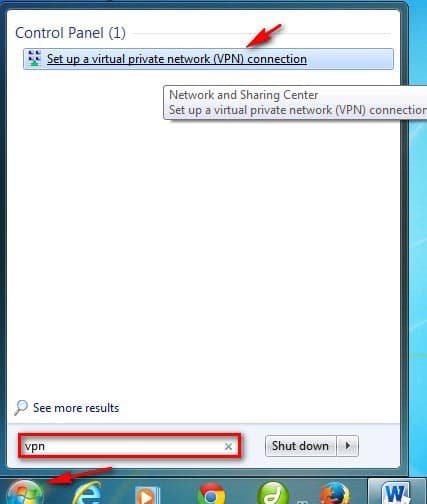 Control Panel (1)
Set up a virtual private network (VPN) connection
Network and Sharing Center
Set up a virtual private network (VPN) connection
See more results
vpn
Shut down
W